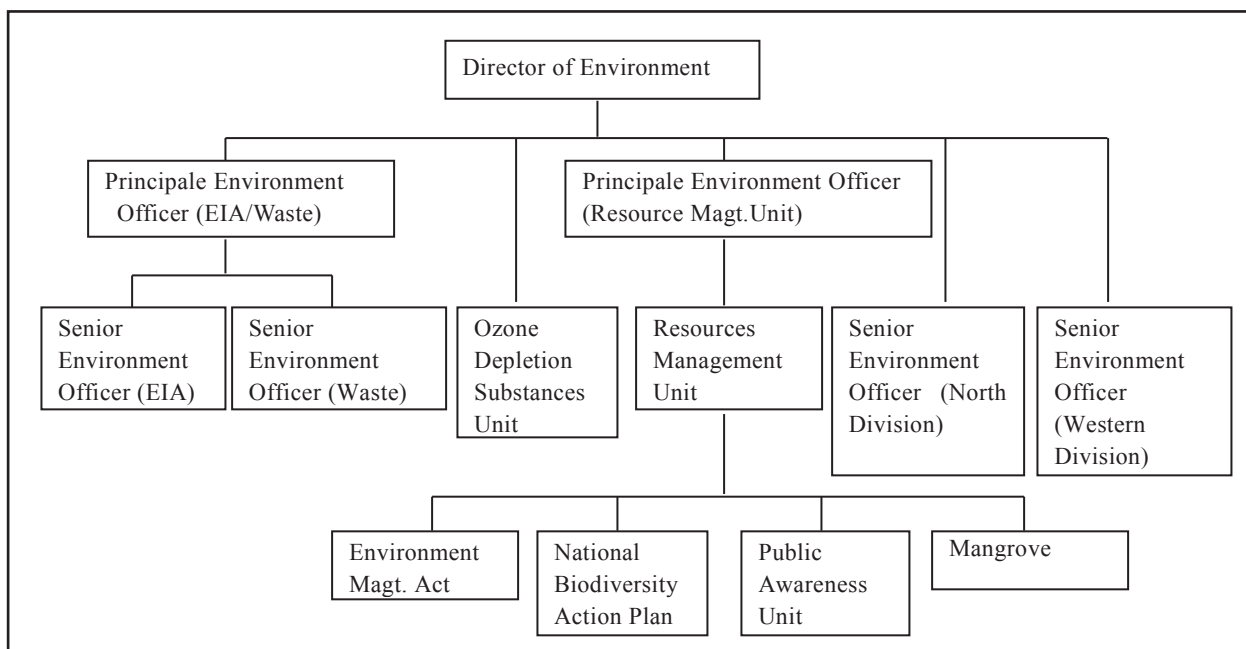 Director of Environment
Principale Environment
Officer (EIA/Waste)
Principale Environment Officer
(Resource Magt.Unit)
Senior
Environment
Officer (EIA)
Senior
Environment
Officer (Waste)
Ozone
Depletion
Substances
Unit
Resources
Management
Unit
Senior
Environment
Officer (North
Division)
Senior
Environment
Officer
(Western
Division)
Environment
Magt. Act
National
Biodiversity
Action Plan
Public
Awareness
Unit
Mangrove